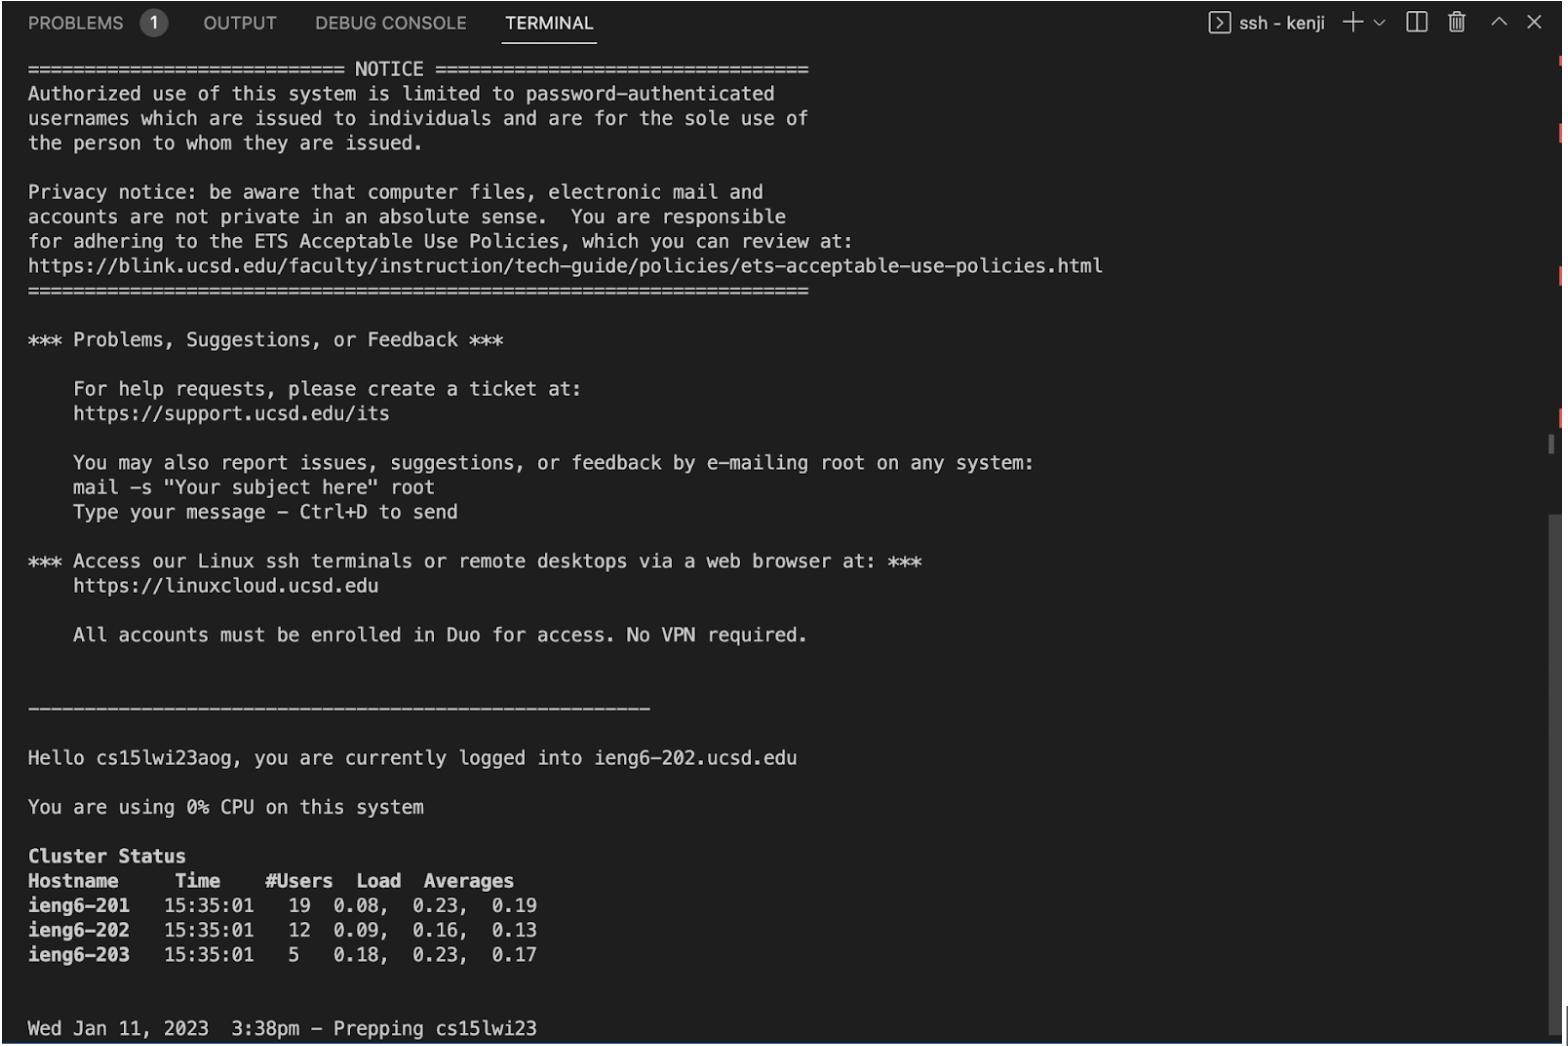 PROBLEMS 1 OUTPUT DEBUG CONSOLE TERMINAL ssh - kenji
============================ NOTICE =================================
Authorized use of this system is limited to password-authenticated
usernames which are issued to individuals and are for the sole use of
the person to whom they are issued.
Privacy notice: be aware that computer files, electronic mail and
accounts are not private in an absolute sense.  You are responsible
for adhering to the ETS Acceptable Use Policies, which you can review at:
https://blink.ucsd.edu/faculty/instruction/tech-guide/policies/ets-acceptable-use-policies.html
=====================================================================
*** Problems, Suggestions, or Feedback ***
For help requests, please create a ticket at:
https://support.ucsd.edu/its
You may also report issues, suggestions, or feedback by e-mailing root on any system:
mail -s "Your subject here" root
Type your message - Ctrl+D to send
*** Access our Linux ssh terminals or remote desktops via a web browser at: ***
https://linuxcloud.ucsd.edu
All accounts must be enrolled in Duo for access. No VPN required.
-------------------------------------------------------
Hello cs15lwi23aog, you are currently logged into ieng6-202.ucsd.edu
You are using 0% CPU on this system
Cluster Status
Hostname     Time    #Users  Load  Averages
ieng6-201   15:35:01   19  0.08,  0.23,  0.19
ieng6-202   15:35:01   12  0.09,  0.16,  0.13
ieng6-203   15:35:01   5   0.18,  0.23,  0.17
Wed Jan 11, 2023  3:38pm - Prepping cs15lwi23